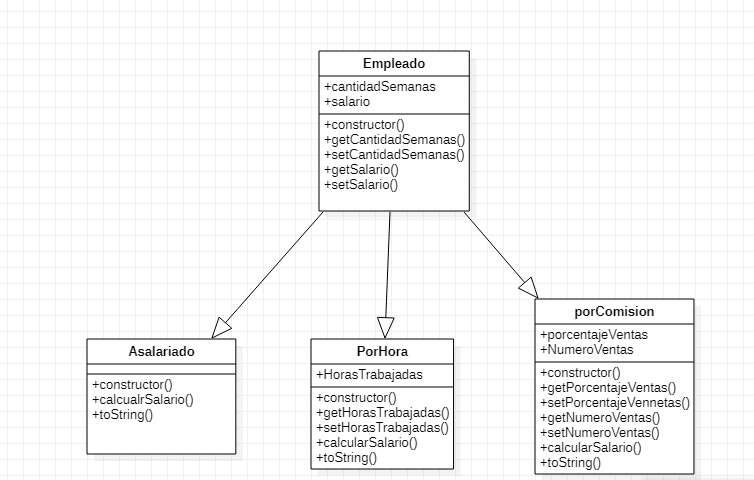 Empleado
+cantidadSemanas
+salario
+constructor()
+getCantidadSemanas()
+setCantidadSemanas()
+getSalario()
+setSalario()
Asalariado
+constructor()
+calcualrSalario()
+toString()
PorHora
+HorasTrabajadas
+constructor()
+getHorasTrabajadas()
+setHorasTrabajadas()
+calcularSalario()
+toString()
porComision
+porcentajeVentas
+NumeroVentas
+constructor()
+getPorcentajeVentas()
+setPorcentajeVennetas()
+getNumeroVentas()
+setNumeroVentas()
+calcularSalario()
+toString()